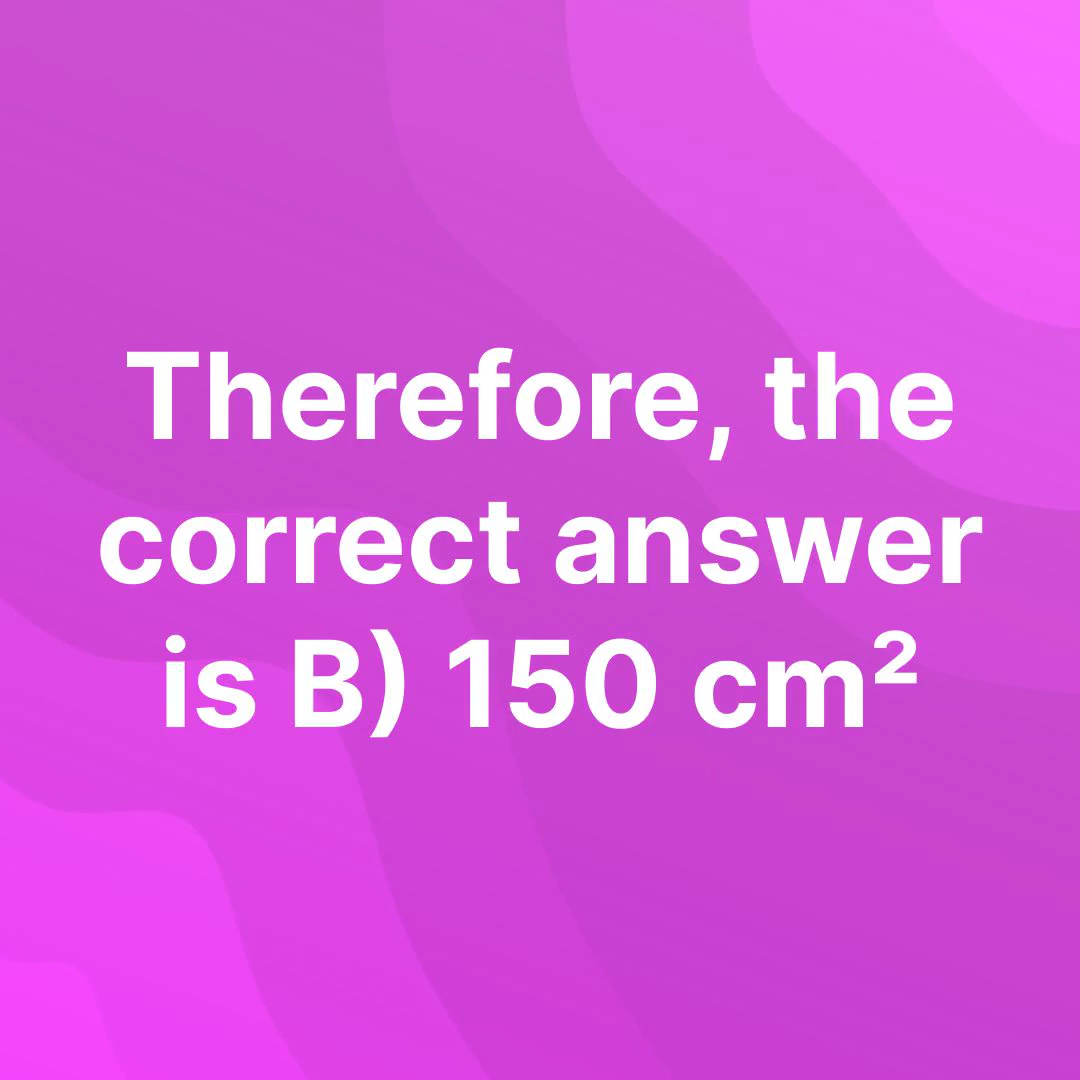 Therefore, the
correct answer
is B) 150 cm²